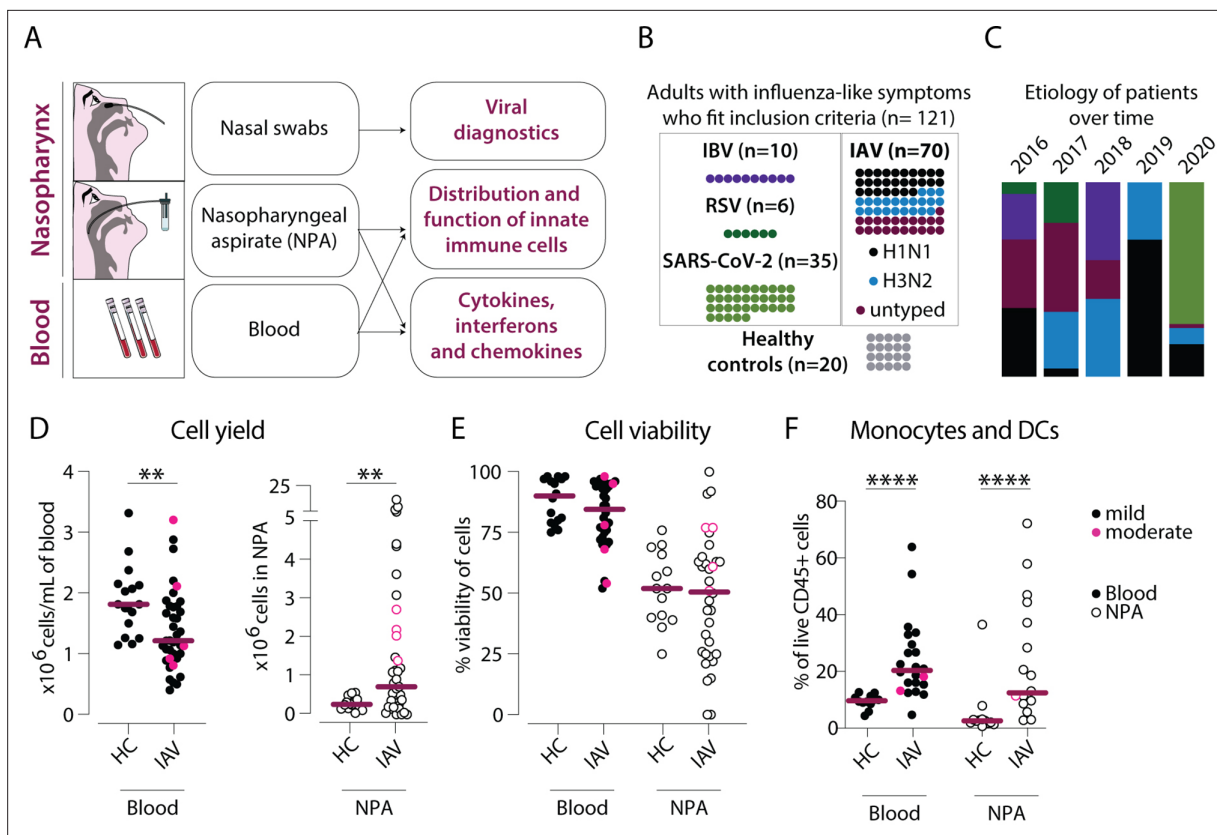 A
Nasopharynx
Blood
Nasal swabs
Viral
diagnostics
Nasopharyngeal
aspirate (NPA)
Distribution and
function of innate
immune cells
Blood
Cytokines,
interferons
and chemokines
B
Adults with influenza-like symptoms
who fit inclusion criteria (n= 121)
IBV (n=10)
RSV (n=6)
SARS-CoV-2 (n=35)
IAV (n=70)
H1N1
H3N2
untyped
Healthy
controls (n=20)
C
Etiology of patients
over time
2016
2017
2018
2019
2020
D
Cell yield
x10⁶ cells/mL of blood
4
3
2
1
0
**
HC
IAV
Blood
x10⁶ cells in NPA
25
5
5
4
3
2
1
0
**
HC
IAV
NPA
E
Cell viability
% viability of cells
100
75
50
25
0
HC
IAV
HC
IAV
Blood
NPA
F
Monocytes and DCs
% of live CD45+ cells
80
60
40
20
0
****
****
HC
IAV
HC
IAV
Blood
NPA
mild
moderate
Blood
NPA